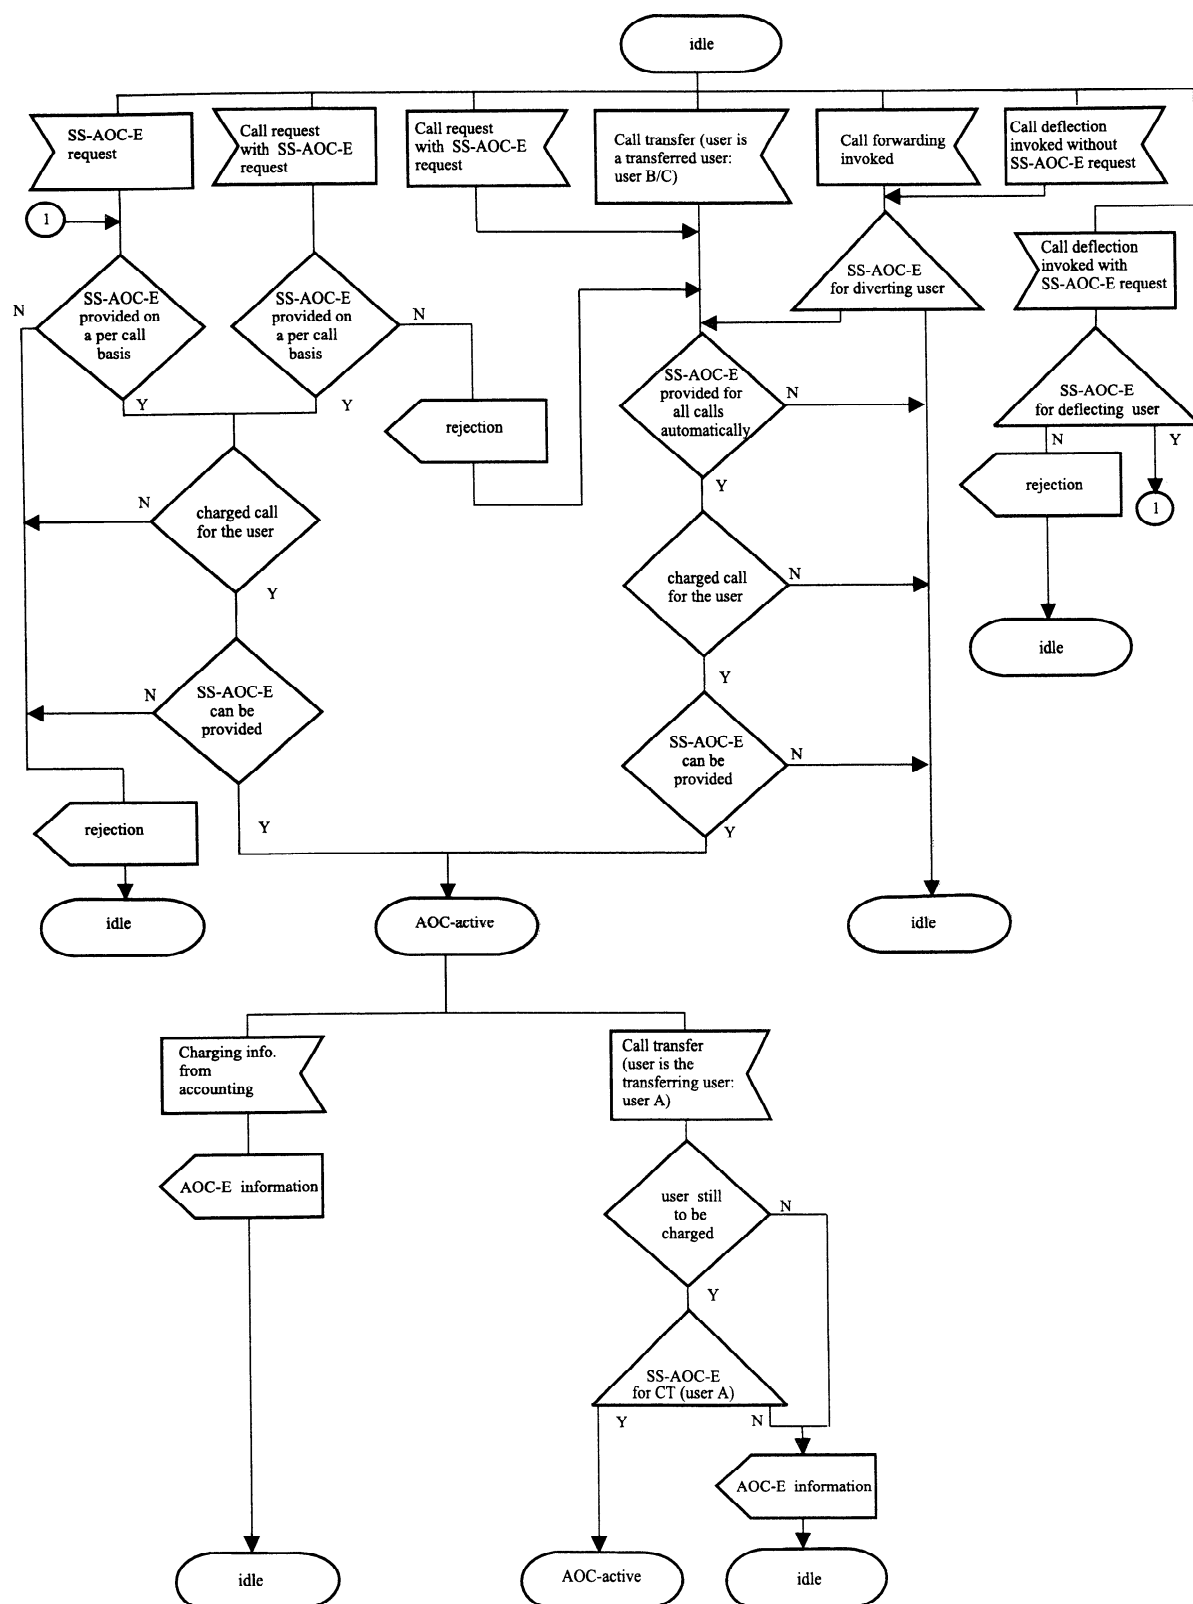 idle
SS-AOC-E
request
Call request
with SS-AOC-E
request
Call request
with SS-AOC-E
request
Call transfer (user is
a transferred user:
user B/C)
Call forwarding
invoked
Call deflection
invoked without
SS-AOC-E request
1
Call deflection
invoked with
SS-AOC-E request
SS-AOC-E
for diverting user
N
SS-AOC-E
provided on
a per call
basis
Y
SS-AOC-E
provided on
a per call
basis
N
Y
rejection
SS-AOC-E
provided for
all calls
automatically
N
Y
SS-AOC-E
for deflecting user
N
Y
rejection
1
idle
N
charged call
for the user
Y
charged call
for the user
N
Y
N
SS-AOC-E
can be
provided
Y
SS-AOC-E
can be
provided
N
Y
rejection
idle
AOC-active
idle
Charging info.
from
accounting
Call transfer
(user is the
transferring user:
user A)
AOC-E information
user still
to be
charged
N
Y
SS-AOC-E
for CT (user A)
Y
N
AOC-E information
idle
AOC-active
idle